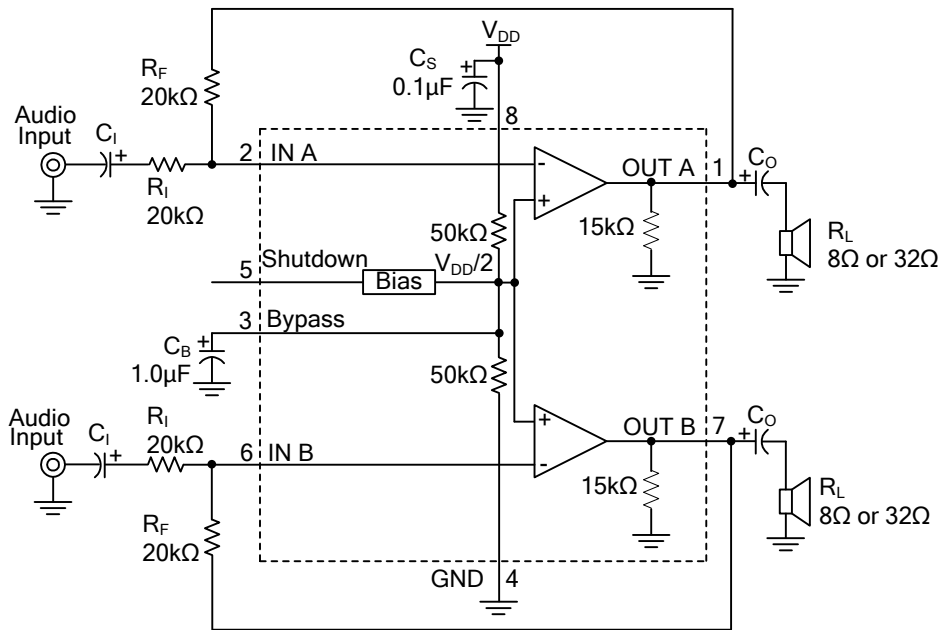 V_DD
C_S
+
0.1µF
8
R_F
20kΩ
Audio
Input
C_I
+
R_I
20kΩ
2
IN A
-
+
OUT A
1
+
C_O
50kΩ
15kΩ
R_L
8Ω or 32Ω
5
Shutdown
Bias
V_DD/2
3
Bypass
C_B
+
1.0µF
50kΩ
Audio
Input
C_I
+
R_I
20kΩ
6
IN B
+
-
OUT B
7
+
C_O
15kΩ
R_L
8Ω or 32Ω
R_F
20kΩ
GND
4